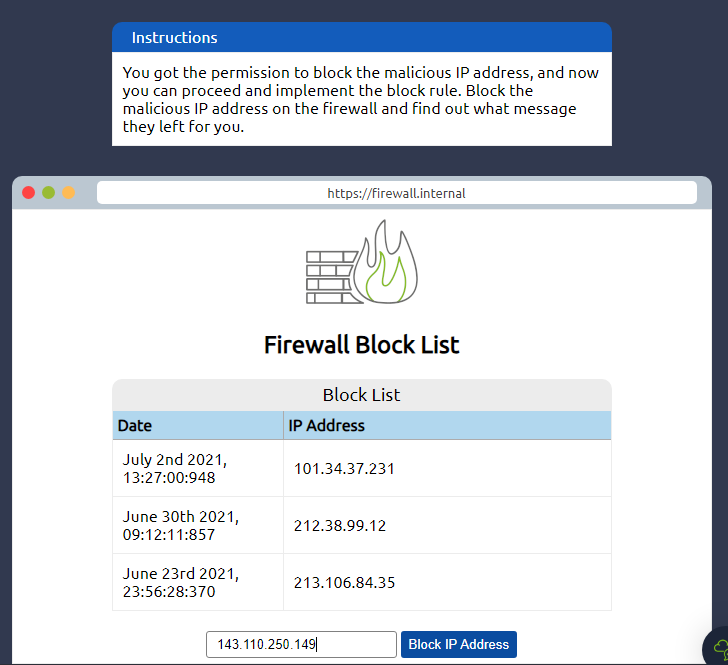 Instructions
You got the permission to block the malicious IP address, and now
you can proceed and implement the block rule. Block the
malicious IP address on the firewall and find out what message
they left for you.
https://firewall.internal
Firewall Block List
Block List
Date IP Address
July 2nd 2021,
13:27:00:948
101.34.37.231
June 30th 2021,
09:12:11:857
212.38.99.12
June 23rd 2021,
23:56:28:370
213.106.84.35
143.110.250.149
Block IP Address